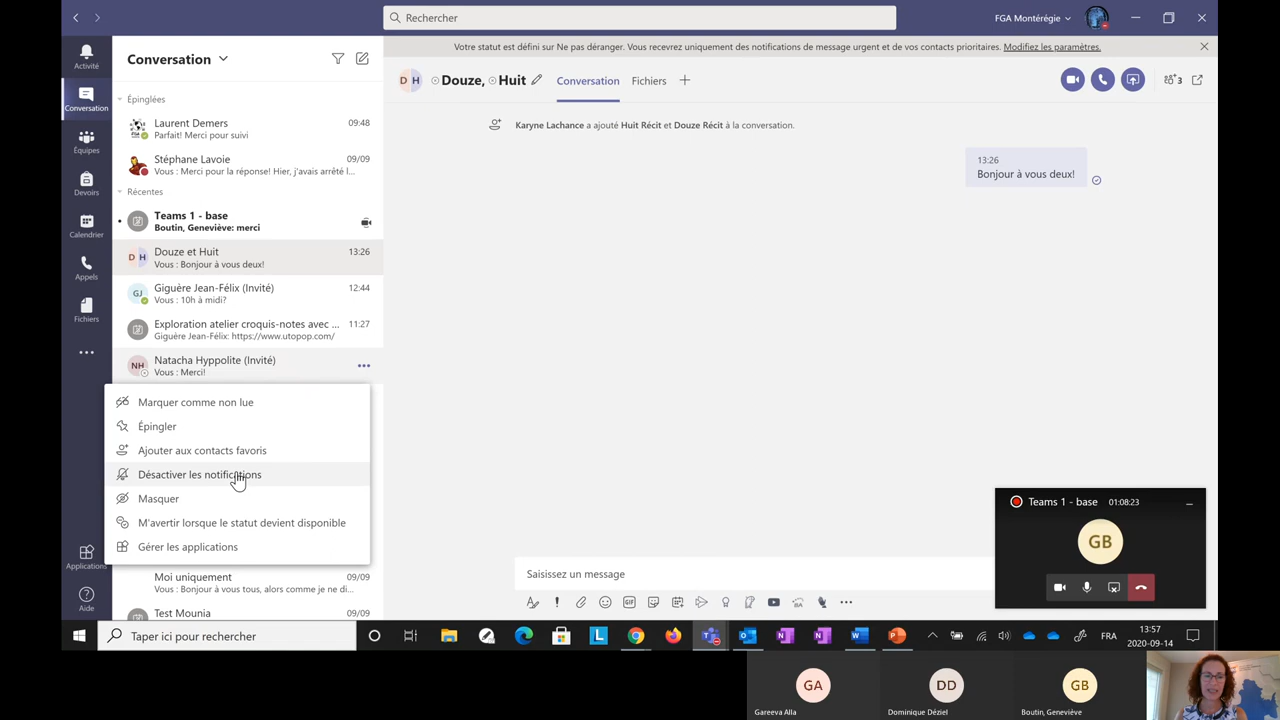 Rechercher
FGA Montérégie
Votre statut est défini sur Ne pas déranger. Vous recevrez uniquement des notifications de message urgent et de vos contacts prioritaires. Modifiez les paramètres.
Activité
Conversation
Équipes
Devoirs
Calendrier
Appels
Fichiers
Applications
Aide
Conversation
Épinglées
Laurent Demers 09:48
Parfait! Merci pour suivi
Stéphane Lavoie 09/09
Vous : Merci pour la réponse! Hier, j'avais arrêté l...
Récentes
Teams 1 - base
Boutin, Geneviève: merci
D H
Douze et Huit 13:26
Vous : Bonjour à vous deux!
GJ
Giguère Jean-Félix (Invité) 12:44
Vous : 10h à midi?
Exploration atelier croquis-notes avec ... 11:27
Giguère Jean-Félix: https://www.utopop.com/
NH
Natacha Hyppolite (Invité)
Vous : Merci!
Marquer comme non lue
Épingler
Ajouter aux contacts favoris
Désactiver les notifications
Masquer
M'avertir lorsque le statut devient disponible
Gérer les applications
Moi uniquement 09/09
Vous : Bonjour à vous tous, alors comme je ne di...
Test Mounia 09/09
D H
Douze, Huit
Conversation
Fichiers
3
Karyne Lachance a ajouté Huit Récit et Douze Récit à la conversation.
13:26
Bonjour à vous deux!
Saisissez un message
GIF
Teams 1 - base 01:08:23
GB
Taper ici pour rechercher
FRA
13:57
2020-09-14
GA
Gareeva Alla
DD
Dominique Déziel
GB
Boutin, Geneviève